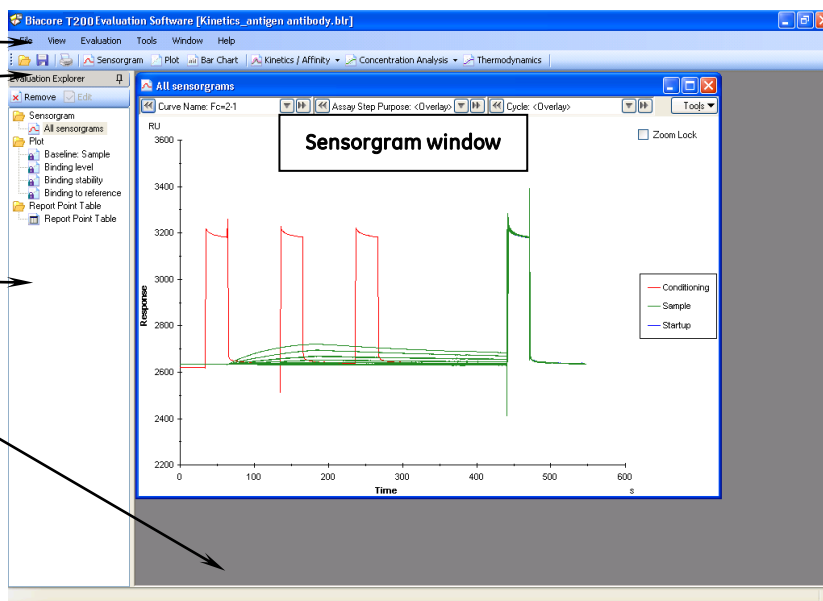 Biacore T200 Evaluation Software [Kinetics_antigen antibody.blr]
File View Evaluation Tools Window Help
Sensorgram Plot Bar Chart Kinetics / Affinity Concentration Analysis Thermodynamics
Evaluation Explorer
Remove Edit
Sensorgram
All sensorgrams
Plot
Baseline: Sample
Binding level
Binding stability
Binding to reference
Report Point Table
Report Point Table
All sensorgrams
Curve Name: Fc=2-1 Assay Step Purpose: <Overlay> Cycle: <Overlay> Tools
Sensorgram window
Zoom Lock
RU
3600
3400
3200
3000
2800
2600
2400
2200
Response
0 100 200 300 400 500 600
Time
s
Conditioning
Sample
Startup